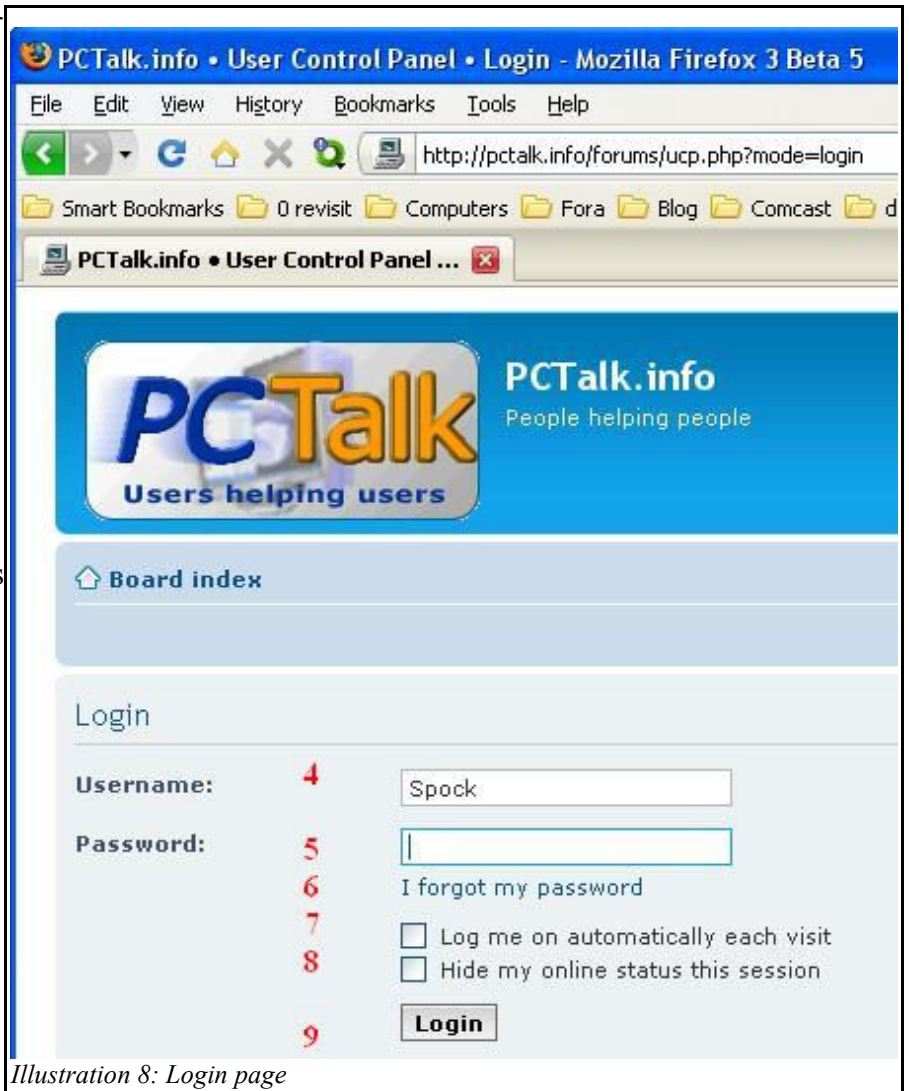 PCTalk.info • User Control Panel • Login - Mozilla Firefox 3 Beta 5
File Edit View History Bookmarks Tools Help
http://pctalk.info/forums/ucp.php?mode=login
Smart Bookmarks 0 revisit Computers Fora Blog Comcast d
PCTalk.info • User Control Panel ...
PCTalk
Users helping users
PCTalk.info
People helping people
s
Board index
Login
Username: 4 Spock
Password: 5
6 I forgot my password
7 Log me on automatically each visit
8 Hide my online status this session
9 Login
Illustration 8: Login page